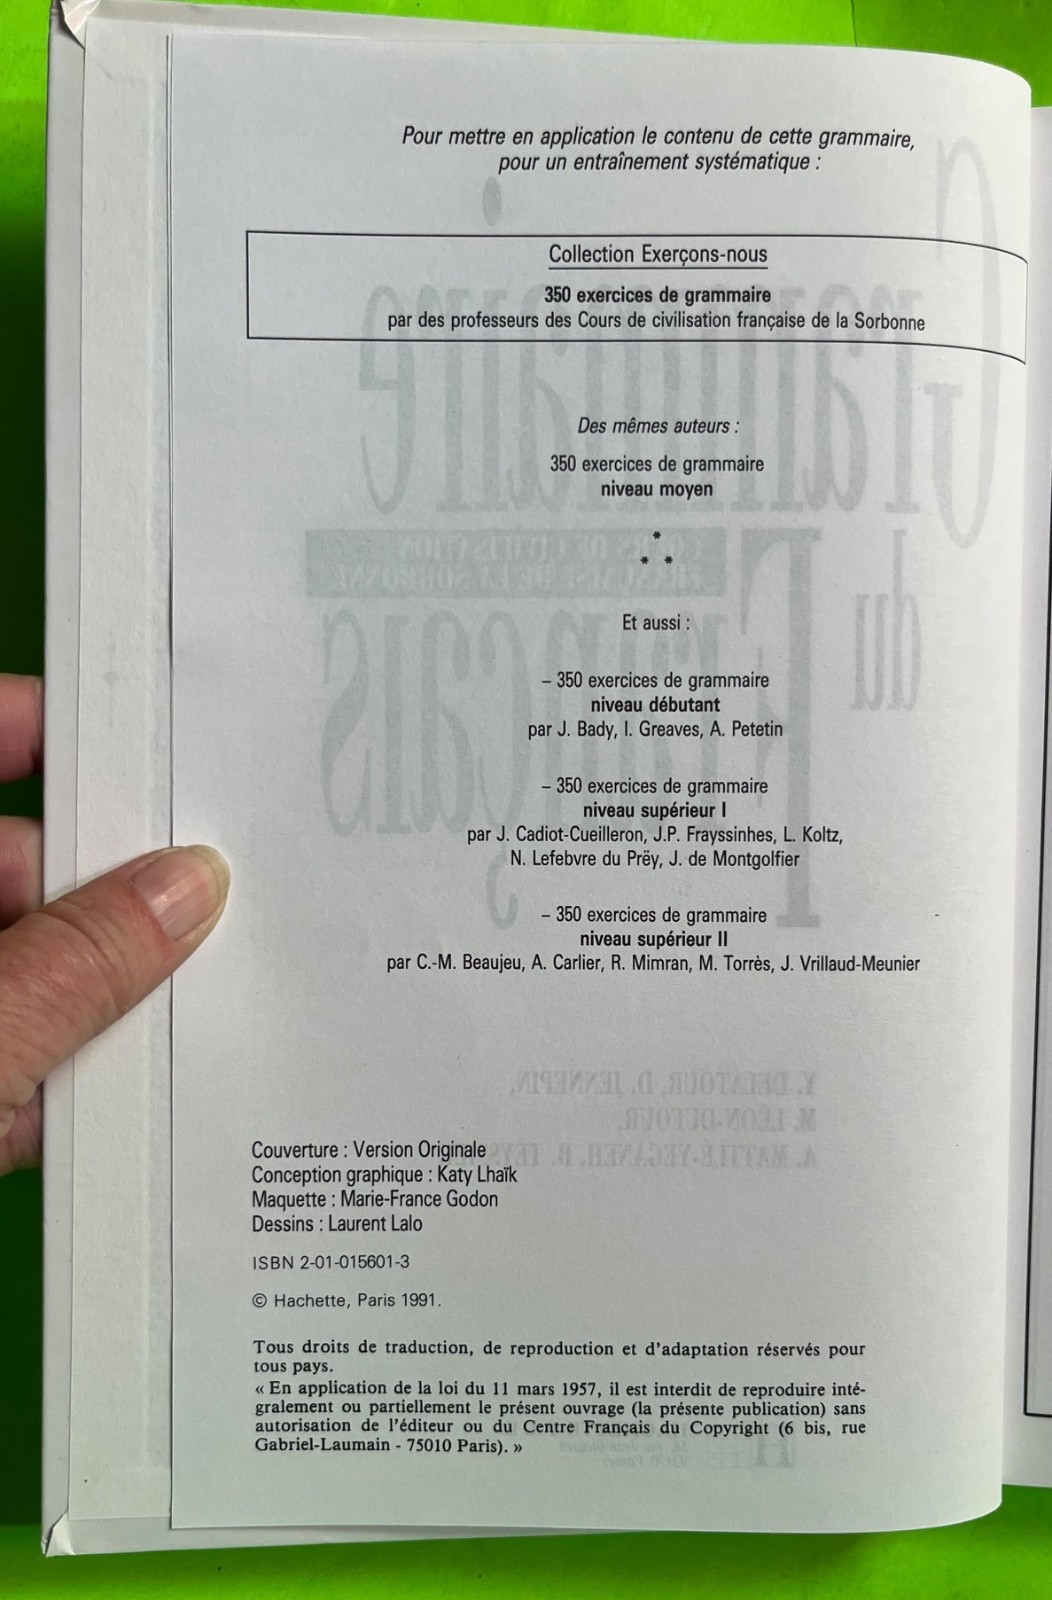 Pour mettre en application le contenu de cette grammaire,
pour un entraînement systématique :
Collection Exerçons-nous
350 exercices de grammaire
par des professeurs des Cours de civilisation française de la Sorbonne
Des mêmes auteurs :
350 exercices de grammaire
niveau moyen
*
* *
Et aussi :
– 350 exercices de grammaire
niveau débutant
par J. Bady, I. Greaves, A. Petetin
– 350 exercices de grammaire
niveau supérieur I
par J. Cadiot-Cueilleron, J.P. Frayssinhes, L. Koltz,
N. Lefebvre du Prëy, J. de Montgolfier
– 350 exercices de grammaire
niveau supérieur II
par C.-M. Beaujeu, A. Carlier, R. Mimran, M. Torrès, J. Vrillaud-Meunier
Couverture : Version Originale
Conception graphique : Katy Lhaïk
Maquette : Marie-France Godon
Dessins : Laurent Lalo
ISBN 2-01-015601-3
© Hachette, Paris 1991.
Tous droits de traduction, de reproduction et d'adaptation réservés pour
tous pays.
« En application de la loi du 11 mars 1957, il est interdit de reproduire inté-
gralement ou partiellement le présent ouvrage (la présente publication) sans
autorisation de l'éditeur ou du Centre Français du Copyright (6 bis, rue
Gabriel-Laumain - 75010 Paris). »